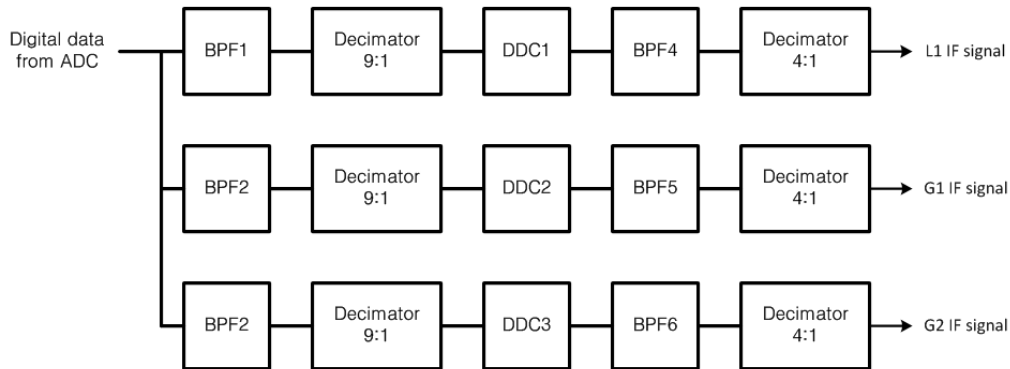 Digital data
from ADC
BPF1
Decimator
9:1
DDC1
BPF4
Decimator
4:1
L1 IF signal
BPF2
Decimator
9:1
DDC2
BPF5
Decimator
4:1
G1 IF signal
BPF2
Decimator
9:1
DDC3
BPF6
Decimator
4:1
G2 IF signal